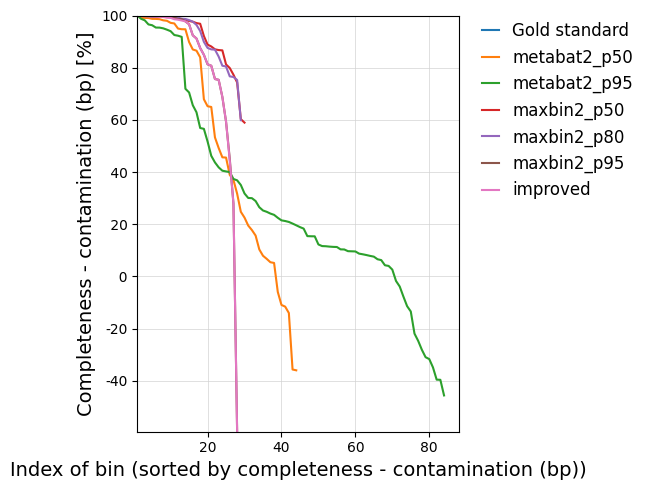 100
80
60
40
20
0
-20
-40
20
40
60
80
Completeness - contamination (bp) [%]
Index of bin (sorted by completeness - contamination (bp))
Gold standard
metabat2_p50
metabat2_p95
maxbin2_p50
maxbin2_p80
maxbin2_p95
improved